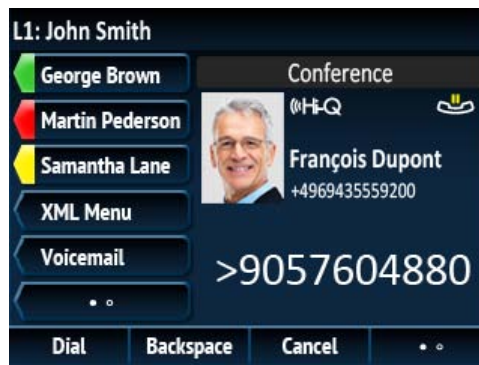 L1: John Smith
George Brown
Martin Pederson
Samantha Lane
XML Menu
Voicemail
Conference
Hi-Q
François Dupont
+4969435559200
>9057604880
Dial Backspace Cancel